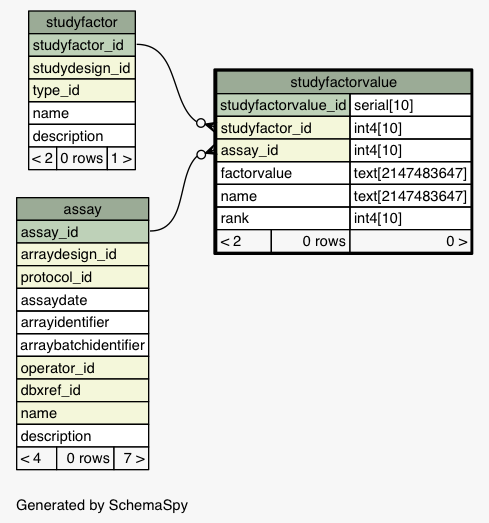 studyfactor
studyfactor_id
studydesign_id
type_id
name
description
< 2 0 rows 1 >
studyfactorvalue
studyfactorvalue_id serial[10]
studyfactor_id int4[10]
assay_id int4[10]
factorvalue text[2147483647]
name text[2147483647]
rank int4[10]
< 2 0 rows 0 >
assay
assay_id
arraydesign_id
protocol_id
assaydate
arrayidentifier
arraybatchidentifier
operator_id
dbxref_id
name
description
< 4 0 rows 7 >
Generated by SchemaSpy